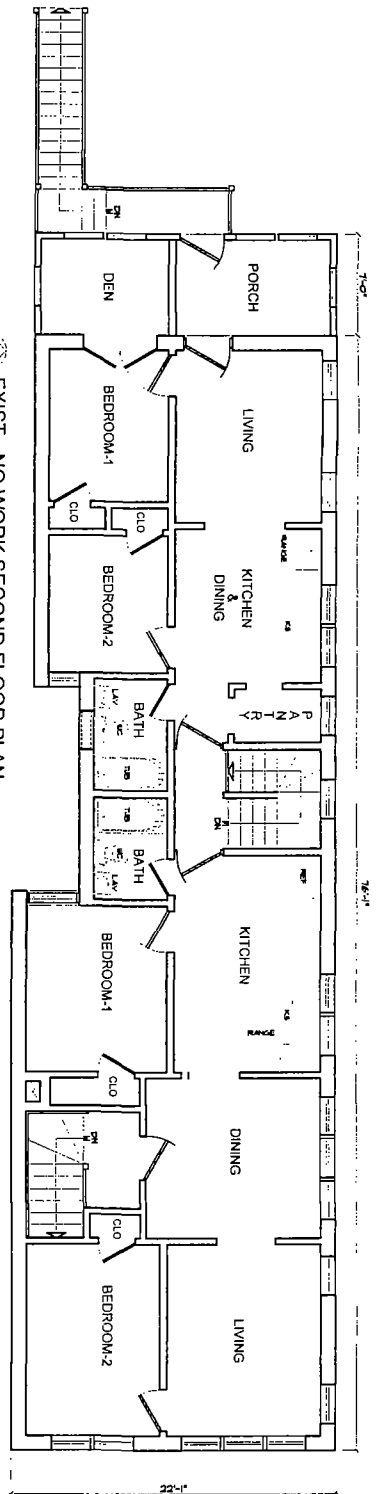 DN
7'-0"
DEN
PORCH
BEDROOM-1
LIVING
CLO
CLO
RANGE
KS
KITCHEN
&
DINING
BEDROOM-2
PANTRY
BATH
LAV
WC
TUB
DN
BATH
TUB
WC
LAV
76'-1"
REF
KITCHEN
KS
RANGE
BEDROOM-1
CLO
DINING
DN
CLO
BEDROOM-2
LIVING
22'-1"
EXIST. NO WORK SECOND FLOOR PLAN